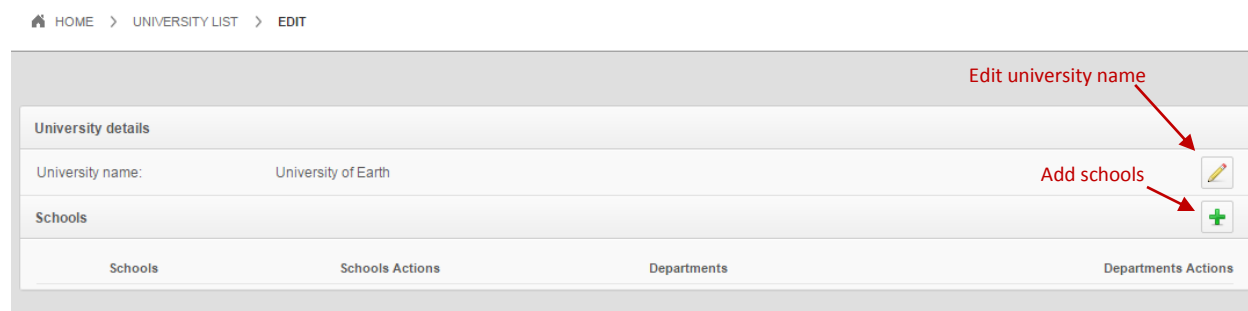 HOME > UNIVERSITY LIST > EDIT
Edit university name
University details
University name: University of Earth
Add schools
Schools
Schools Schools Actions Departments Departments Actions